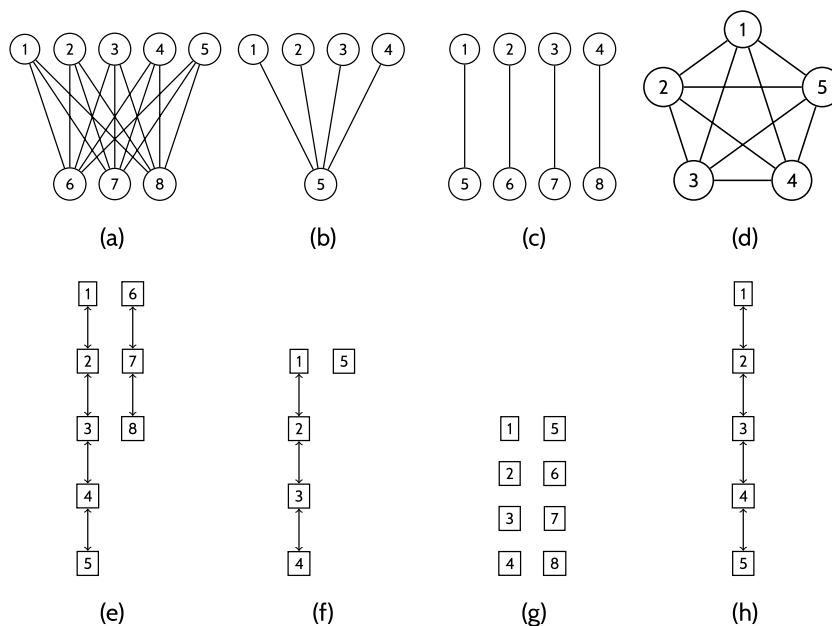 1 2 3 4 5 1 2 3 4 1 2 3 4 1
2 5
6 7 8 5 5 6 7 8 3 4
(a) (b) (c) (d)
1 6 1
2 7 1 5 2
3 8 2 1 5 3
2 6
4 3 3 7 4
5 4 4 8 5
(e) (f) (g) (h)